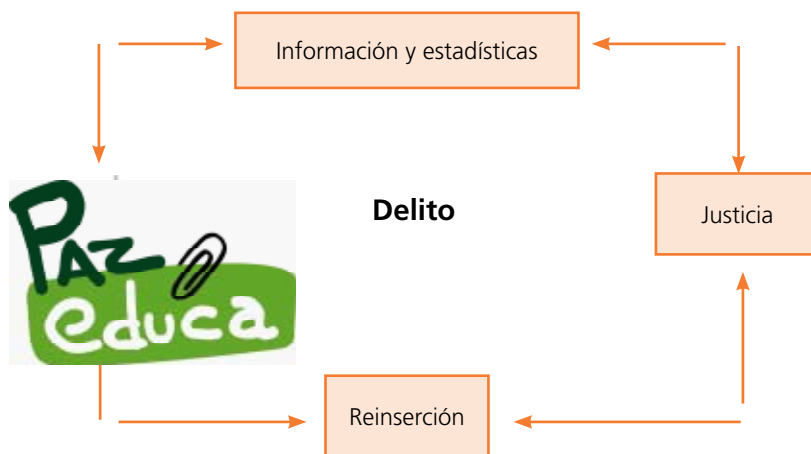 Información y estadísticas
PAZ
educa
Delito
Justicia
Reinserción